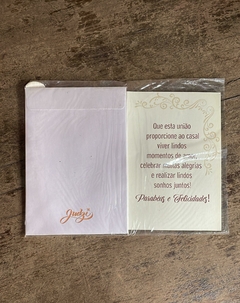 Que esta união
proporcione ao casal
viver lindos
momentos de amor,
celebrar muitas alegrias
e realizar lindos
sonhos juntos!
Parabéns e Felicidades!